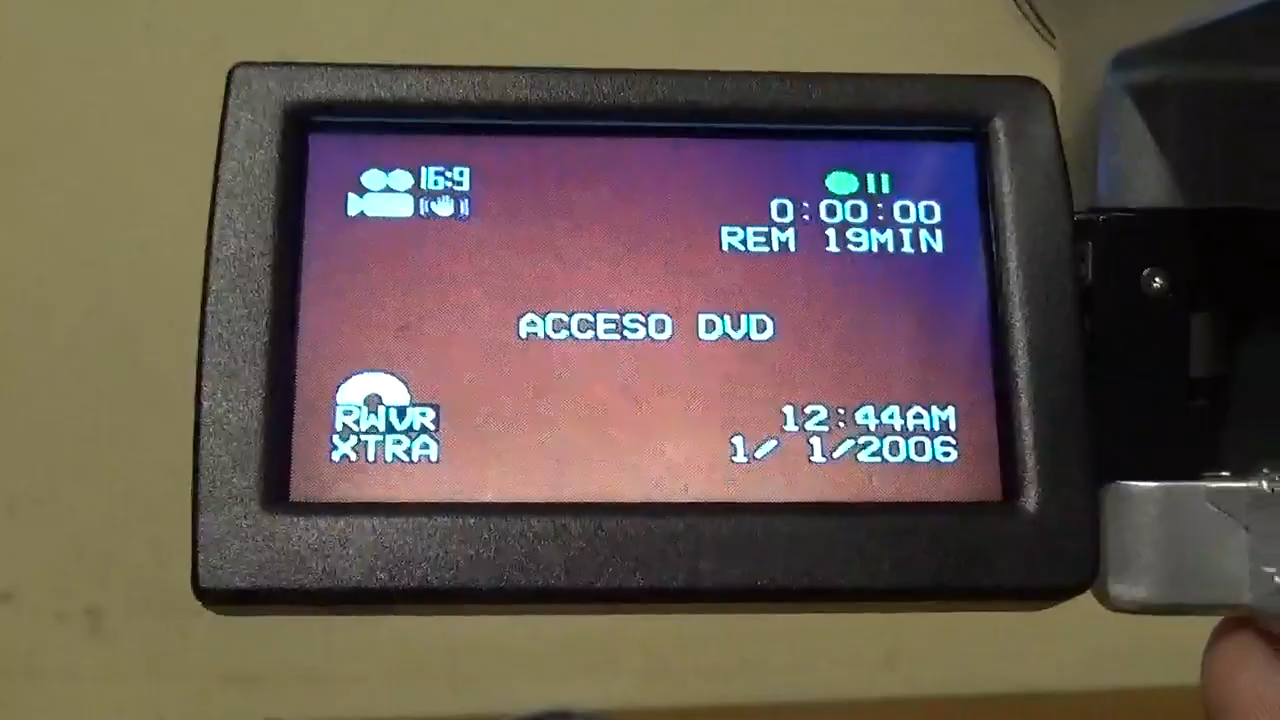 16:9
0:00:00
REM 19MIN
ACCESO DVD
RWVR
XTRA
12:44AM
1/ 1/2006